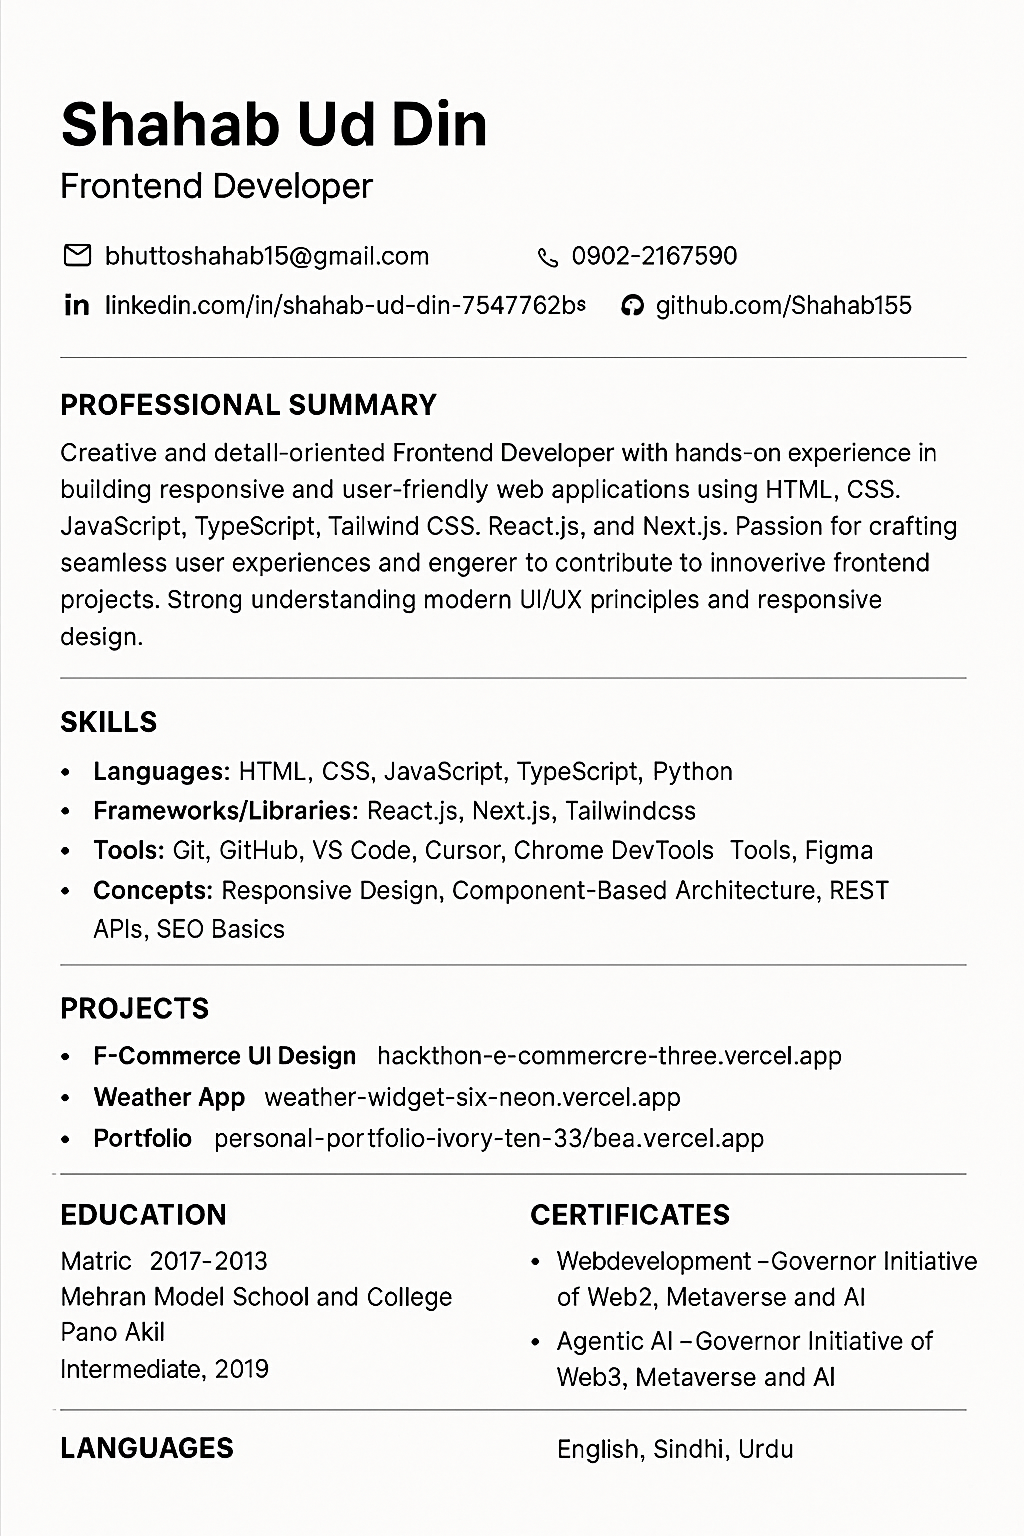 Shahab Ud Din
Frontend Developer
bhuttoshahab15@gmail.com
0902-2167590
in linkedin.com/in/shahab-ud-din-7547762bs
github.com/Shahab155
PROFESSIONAL SUMMARY
Creative and detall-oriented Frontend Developer with hands-on experience in
building responsive and user-friendly web applications using HTML, CSS.
JavaScript, TypeScript, Tailwind CSS. React.js, and Next.js. Passion for crafting
seamless user experiences and engerer to contribute to innoverive frontend
projects. Strong understanding modern UI/UX principles and responsive
design.
SKILLS
• Languages: HTML, CSS, JavaScript, TypeScript, Python
• Frameworks/Libraries: React.js, Next.js, Tailwindcss
• Tools: Git, GitHub, VS Code, Cursor, Chrome DevTools Tools, Figma
• Concepts: Responsive Design, Component-Based Architecture, REST
APIs, SEO Basics
PROJECTS
• F-Commerce UI Design hackthon-e-commercre-three.vercel.app
• Weather App weather-widget-six-neon.vercel.app
• Portfolio personal-portfolio-ivory-ten-33/bea.vercel.app
EDUCATION
Matric 2017-2013
Mehran Model School and College
Pano Akil
Intermediate, 2019
CERTIFICATES
• Webdevelopment –Governor Initiative
of Web2, Metaverse and AI
• Agentic AI –Governor Initiative of
Web3, Metaverse and AI
LANGUAGES
English, Sindhi, Urdu